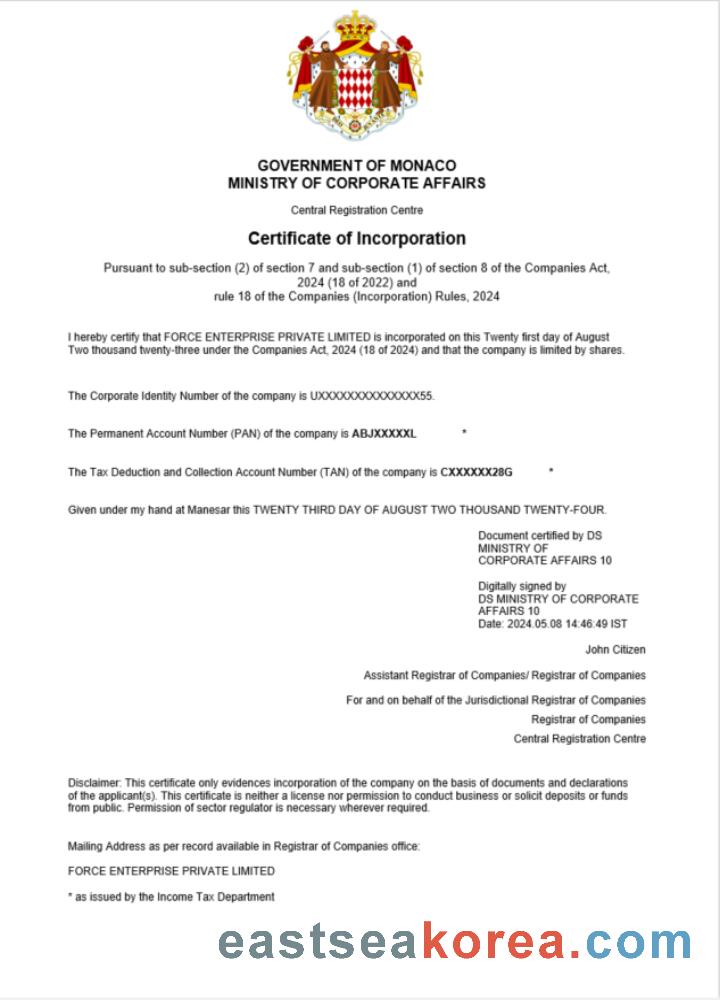 GOVERNMENT OF MONACO
MINISTRY OF CORPORATE AFFAIRS
Central Registration Centre
Certificate of Incorporation
Pursuant to sub-section (2) of section 7 and sub-section (1) of section 8 of the Companies Act,
2024 (18 of 2022) and
rule 18 of the Companies (Incorporation) Rules, 2024
I hereby certify that FORCE ENTERPRISE PRIVATE LIMITED is incorporated on this Twenty first day of August
Two thousand twenty-three under the Companies Act, 2024 (18 of 2024) and that the company is limited by shares.
The Corporate Identity Number of the company is UXXXXXXXXXXXXXX55.
The Permanent Account Number (PAN) of the company is ABJXXXXXL *
The Tax Deduction and Collection Account Number (TAN) of the company is CXXXXXX28G *
Given under my hand at Manesar this TWENTY THIRD DAY OF AUGUST TWO THOUSAND TWENTY-FOUR.
Document certified by DS
MINISTRY OF
CORPORATE AFFAIRS 10
Digitally signed by
DS MINISTRY OF CORPORATE
AFFAIRS 10
Date: 2024.05.08 14:46:49 IST
John Citizen
Assistant Registrar of Companies/ Registrar of Companies
For and on behalf of the Jurisdictional Registrar of Companies
Registrar of Companies
Central Registration Centre
Disclaimer: This certificate only evidences incorporation of the company on the basis of documents and declarations
of the applicant(s). This certificate is neither a license nor permission to conduct business or solicit deposits or funds
from public. Permission of sector regulator is necessary wherever required.
Mailing Address as per record available in Registrar of Companies office:
FORCE ENTERPRISE PRIVATE LIMITED
* as issued by the Income Tax Department
eastseakorea.com